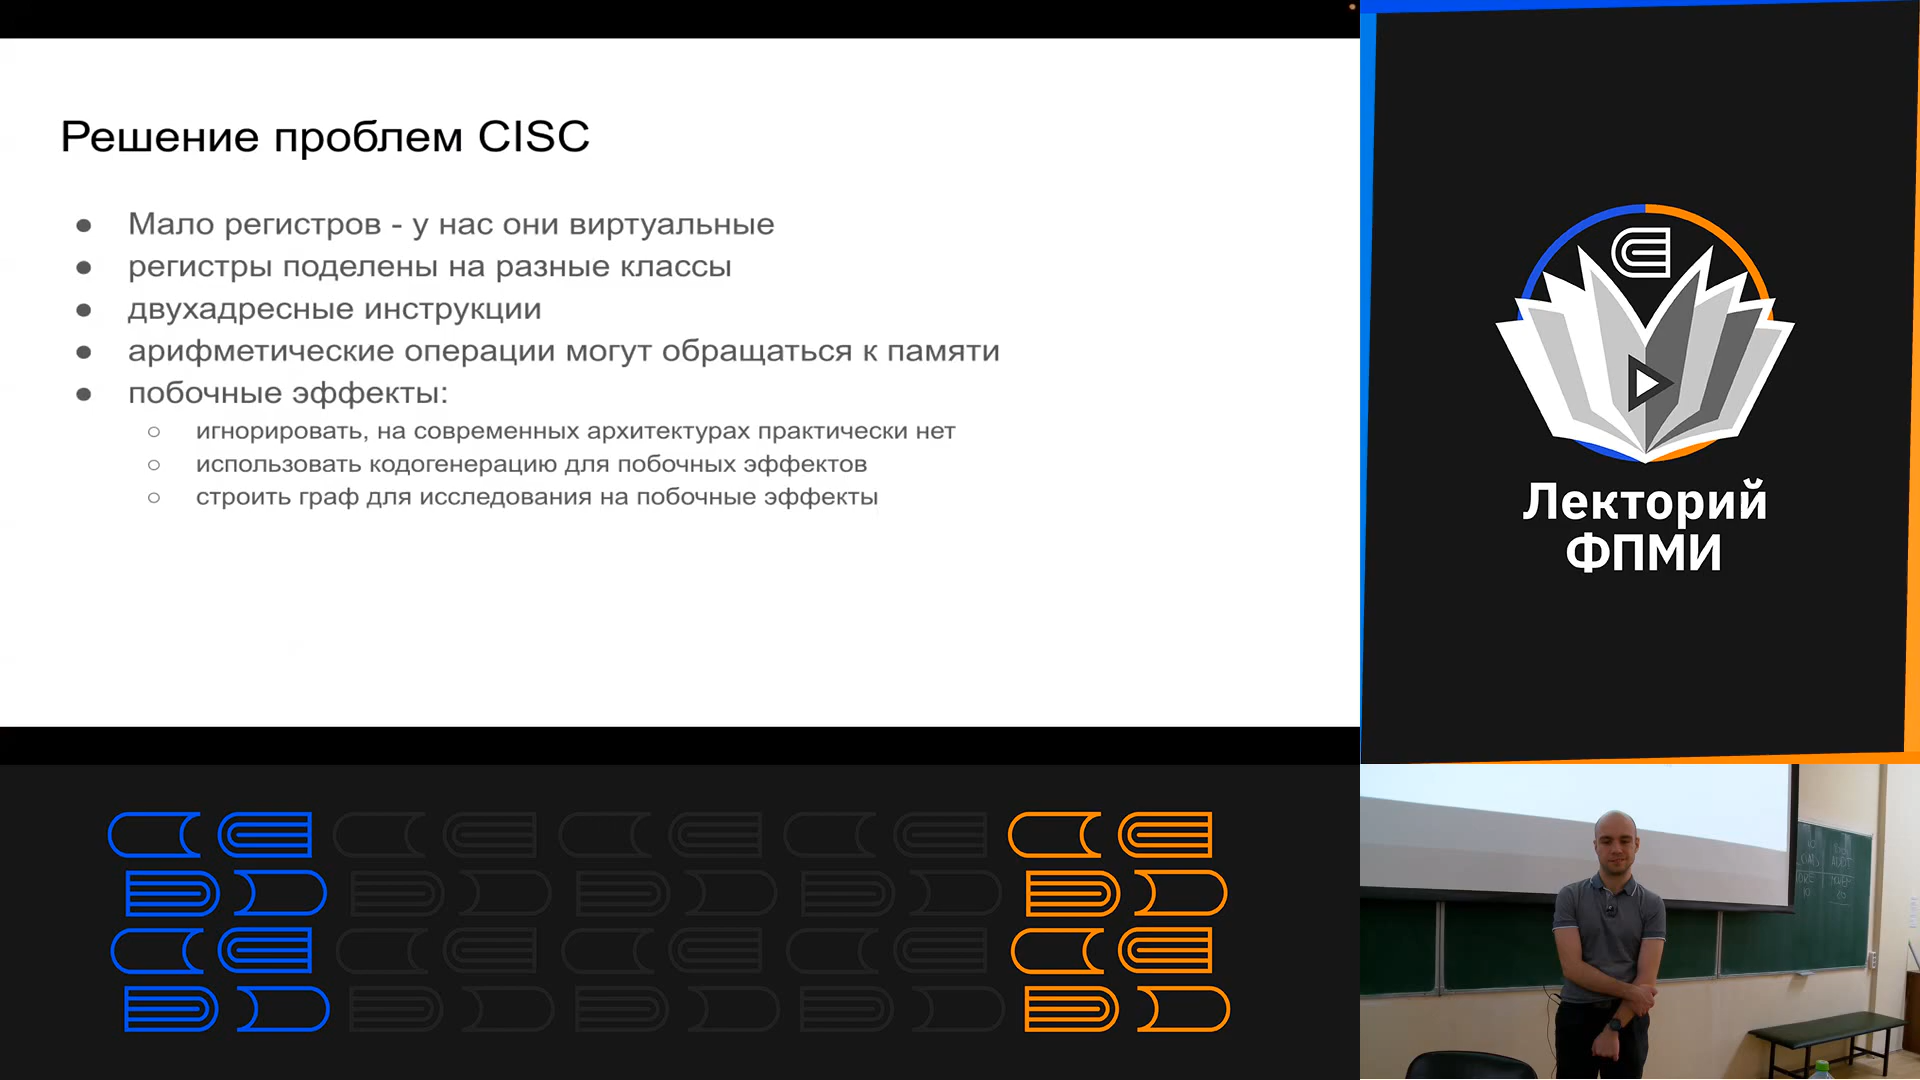 Решение проблем CISC
● Мало регистров - у нас они виртуальные
● регистры поделены на разные классы
● двухадресные инструкции
● арифметические операции могут обращаться к памяти
● побочные эффекты:
○ игнорировать, на современных архитектурах практически нет
○ использовать кодогенерацию для побочных эффектов
○ строить граф для исследования на побочные эффекты
Лекторий
ФПМИ